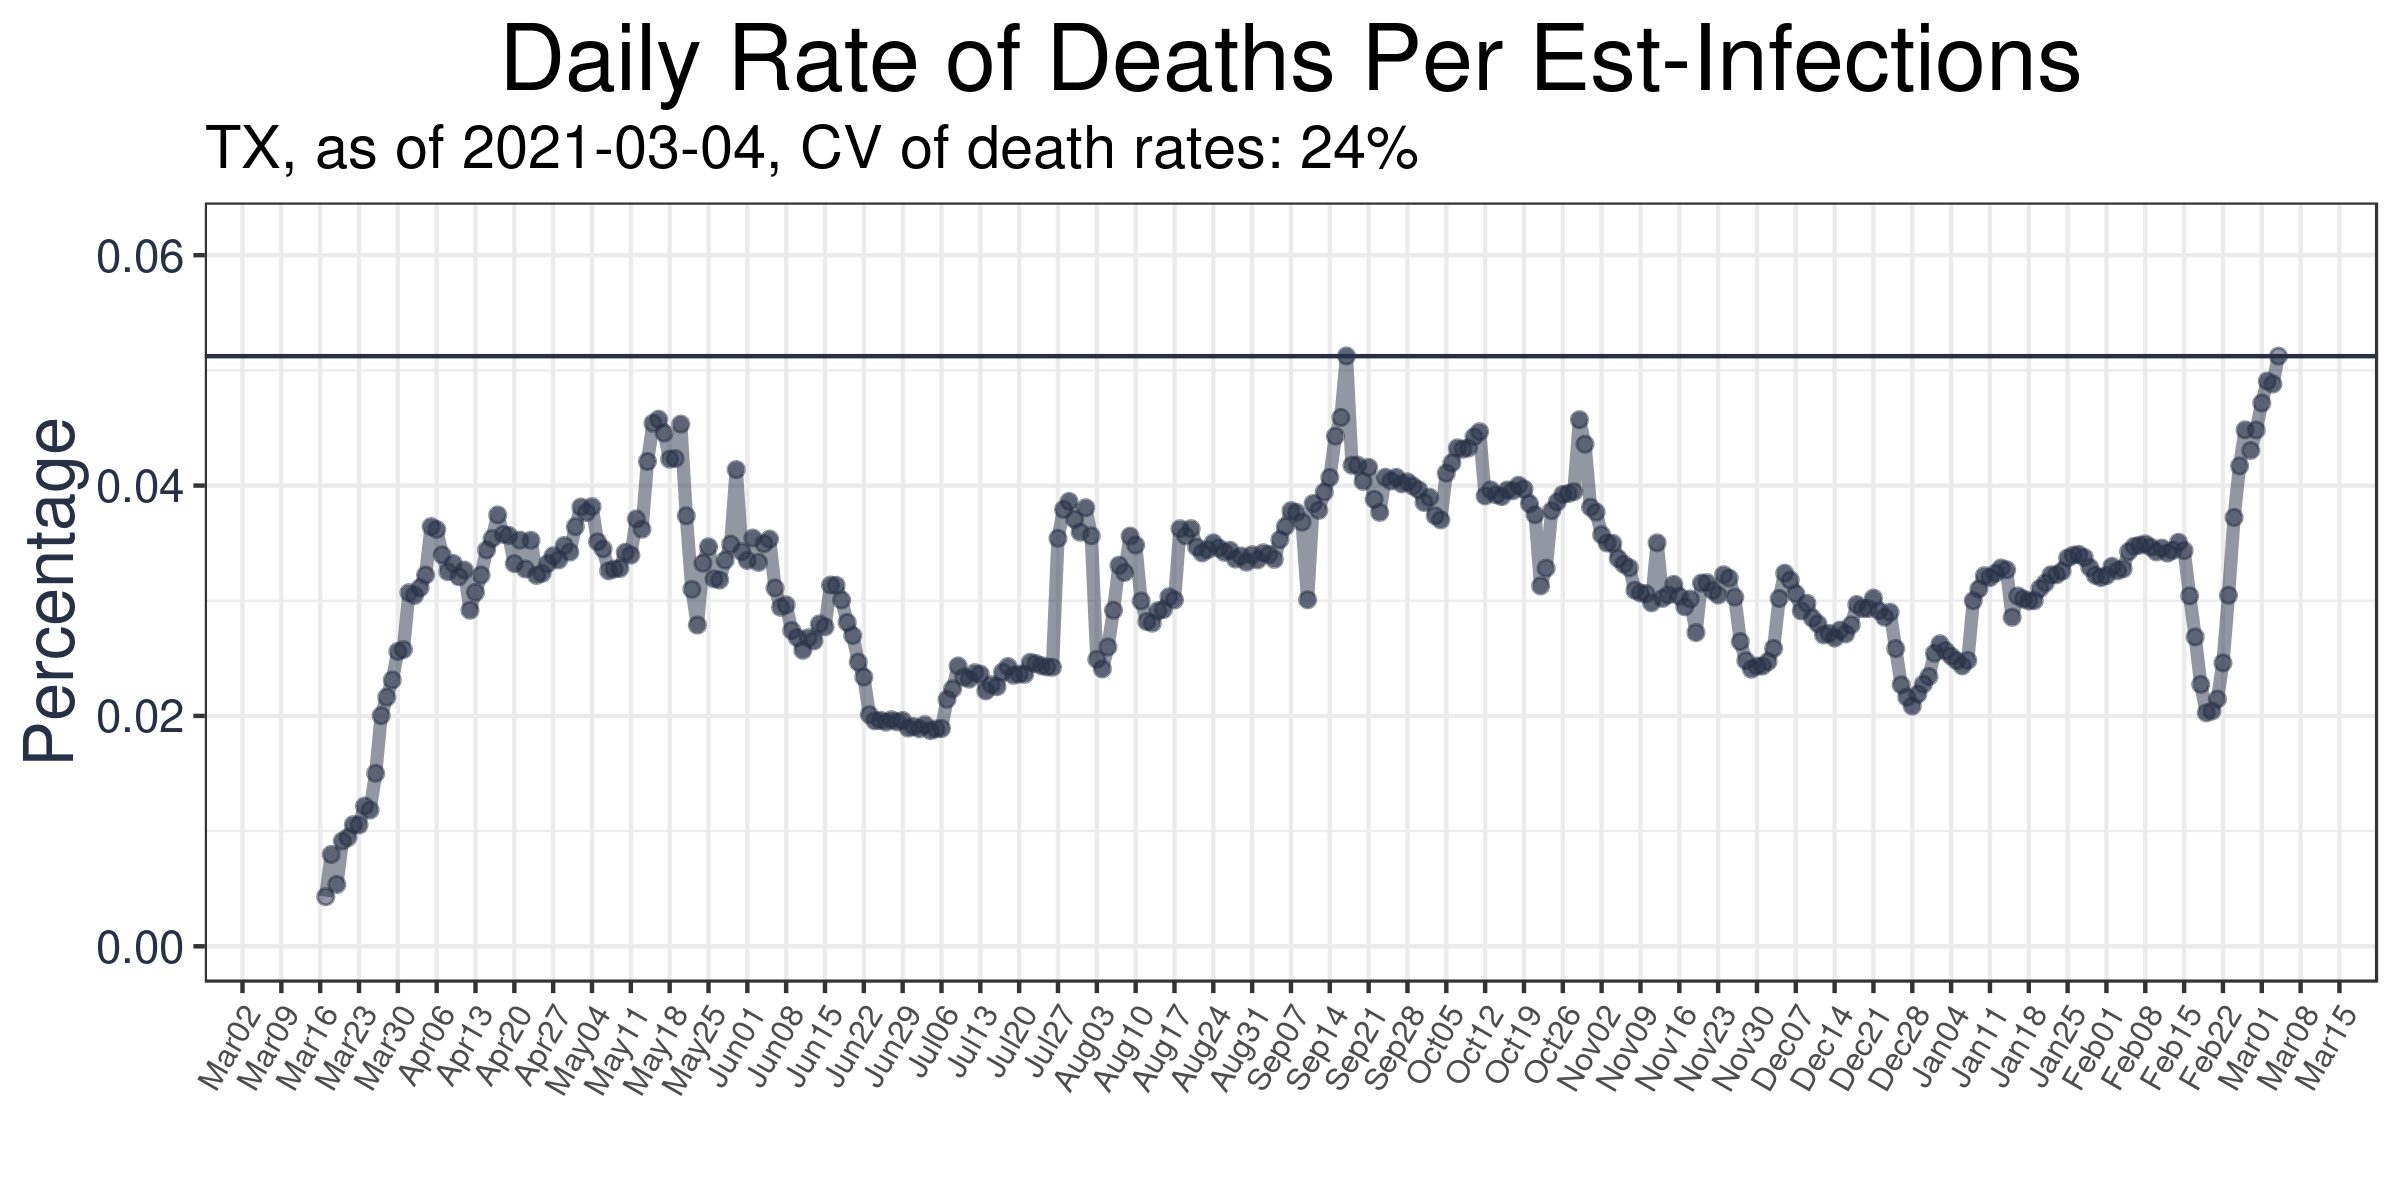 Daily Rate of Deaths Per Est-Infections
TX, as of 2021-03-04, CV of death rates: 24%
Percentage
0.06
0.04
0.02
0.00
Mar02 Mar09 Mar16 Mar23 Mar30 Apr06 Apr13 Apr20 Apr27 May04 May11 May18 May25 Jun01 Jun08 Jun15 Jun22 Jun29 Jul06 Jul13 Jul20 Jul27 Aug03 Aug10 Aug17 Aug24 Aug31 Sep07 Sep14 Sep21 Sep28 Oct05 Oct12 Oct19 Oct26 Nov02 Nov09 Nov16 Nov23 Nov30 Dec07 Dec14 Dec21 Dec28 Jan04 Jan11 Jan18 Jan25 Feb01 Feb08 Feb15 Feb22 Mar01 Mar08 Mar15